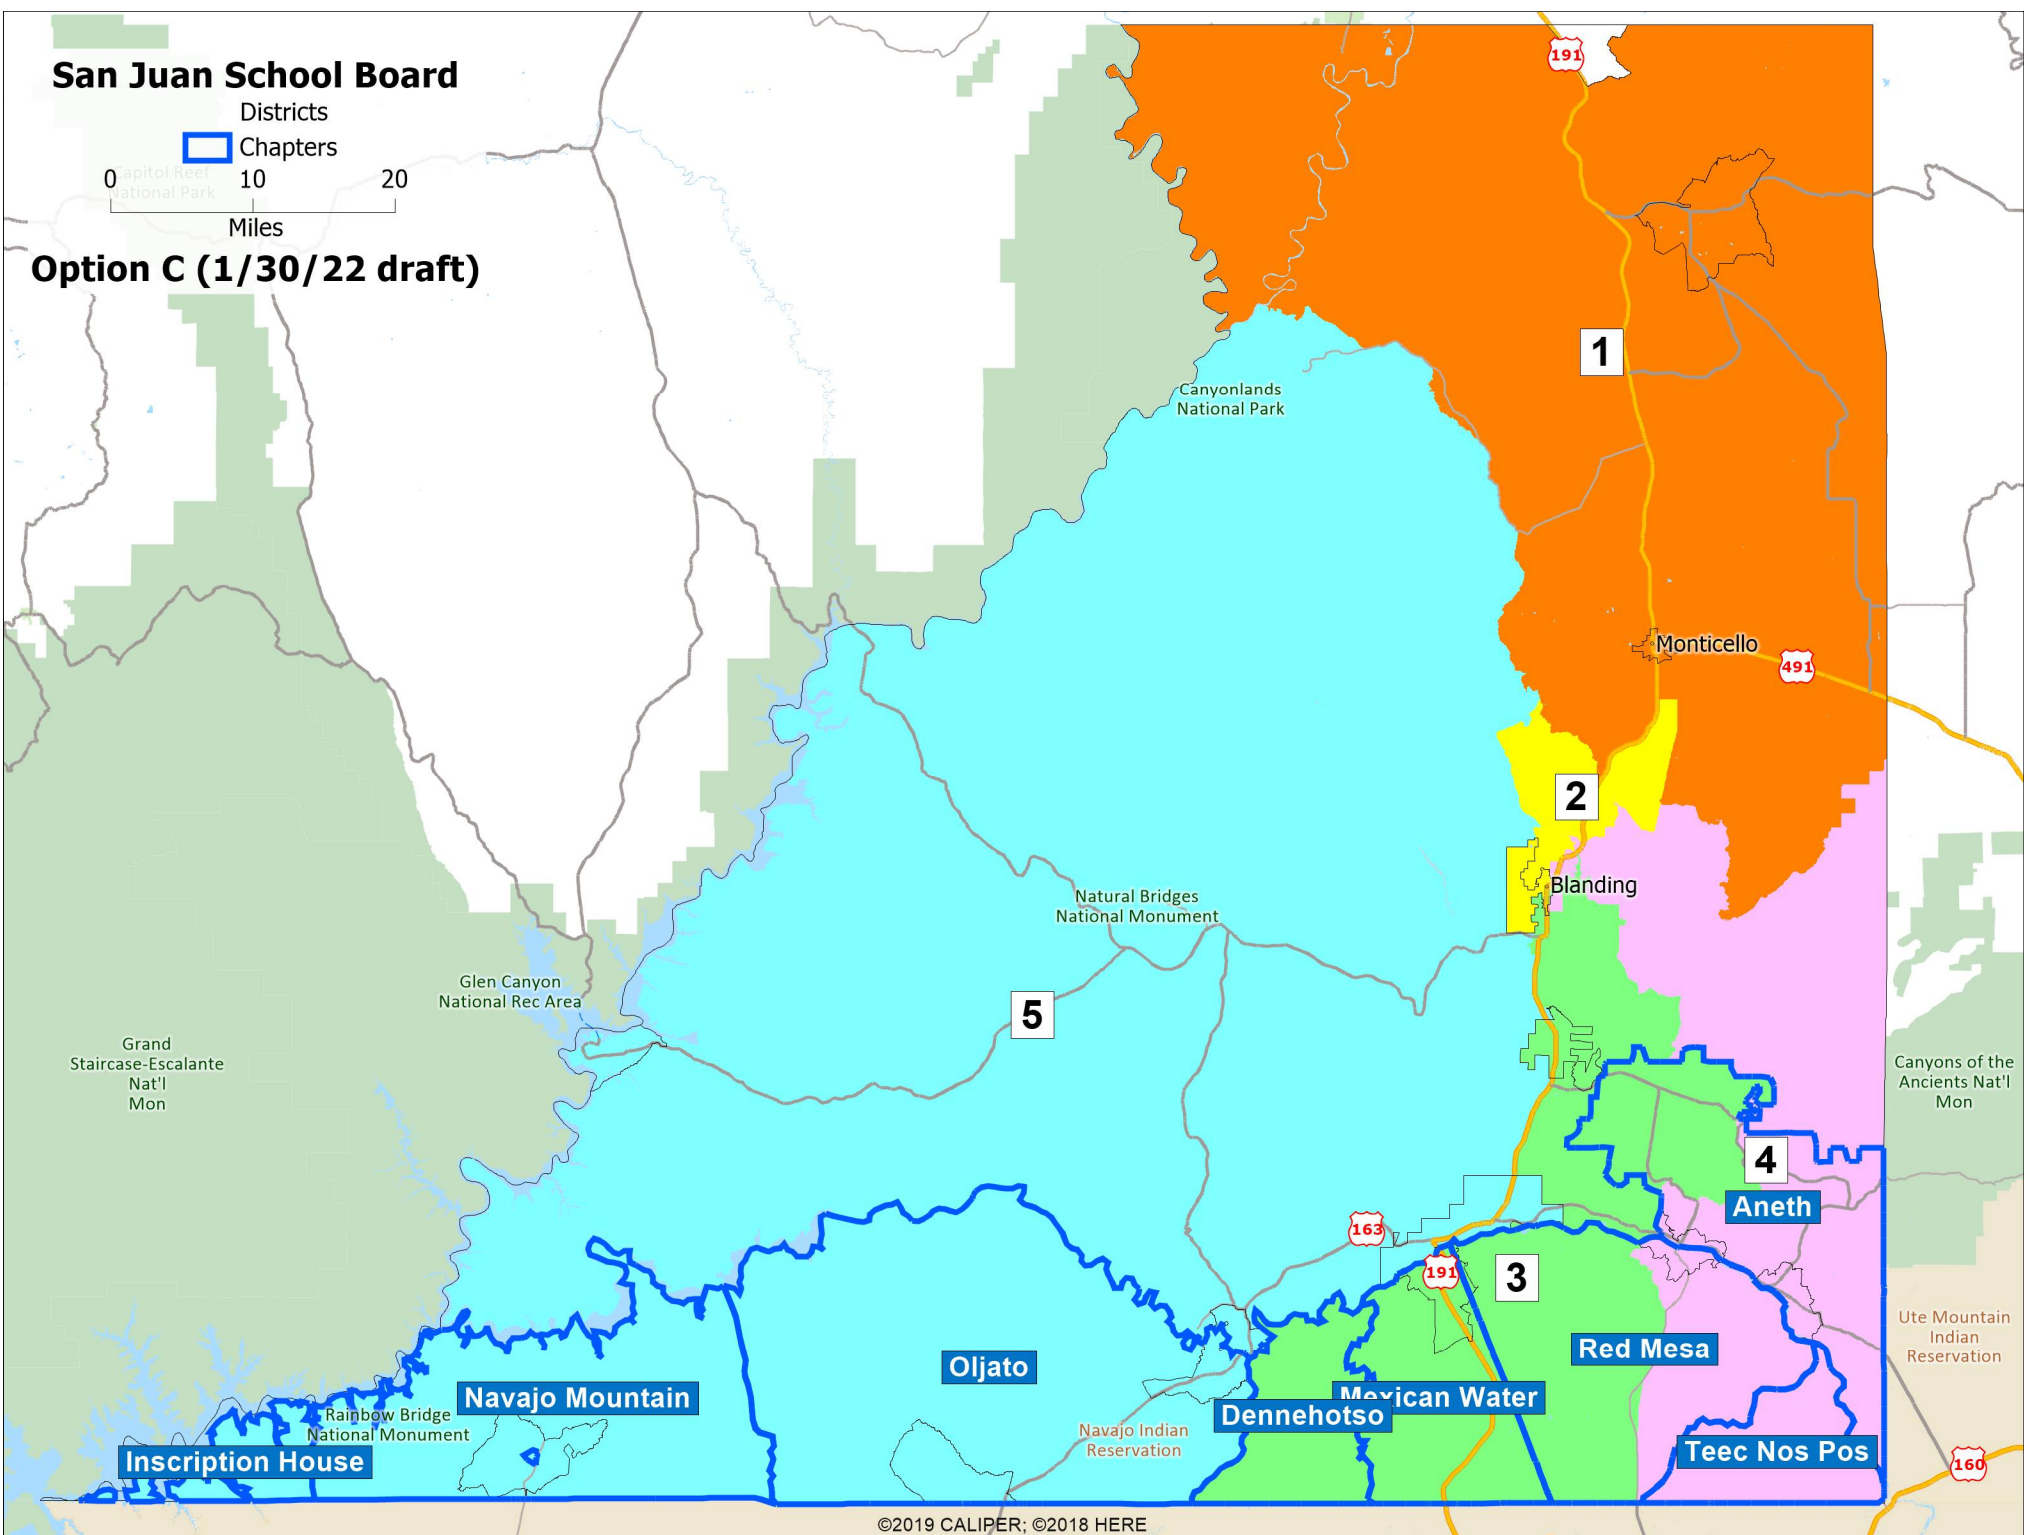 San Juan School Board
Districts
Chapters
Capitol Reef
National Park
0 10 20
Miles
Option C (1/30/22 draft)
191
1
Canyonlands
National Park
Monticello
491
2
Blanding
Natural Bridges
National Monument
Glen Canyon
National Rec Area
5
Grand
Staircase-Escalante
Nat'l
Mon
Canyons of the
Ancients Nat'l
Mon
4
Aneth
163
191
3
Ute Mountain
Indian
Reservation
Red Mesa
Oljato
Navajo Mountain
Mexican Water
Dennehotso
Rainbow Bridge
National Monument
Navajo Indian
Reservation
Inscription House
Teec Nos Pos
160
©2019 CALIPER; ©2018 HERE